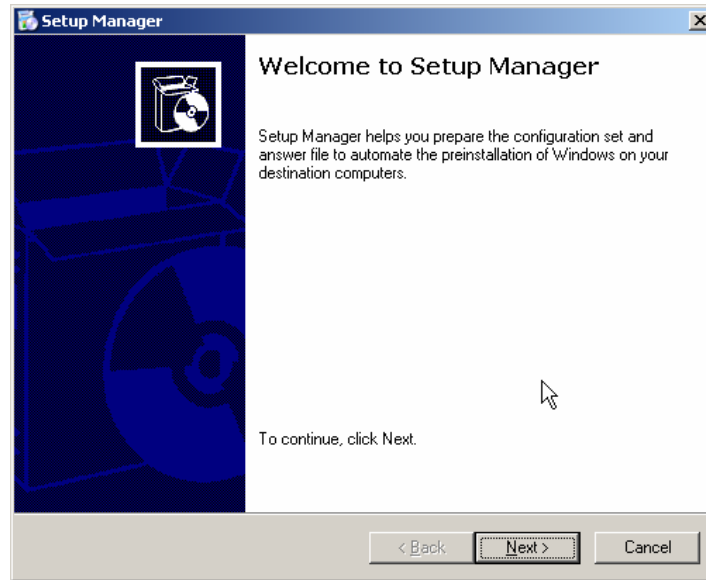 Setup Manager
Welcome to Setup Manager
Setup Manager helps you prepare the configuration set and
answer file to automate the preinstallation of Windows on your
destination computers.
To continue, click Next.
< Back
Next >
Cancel